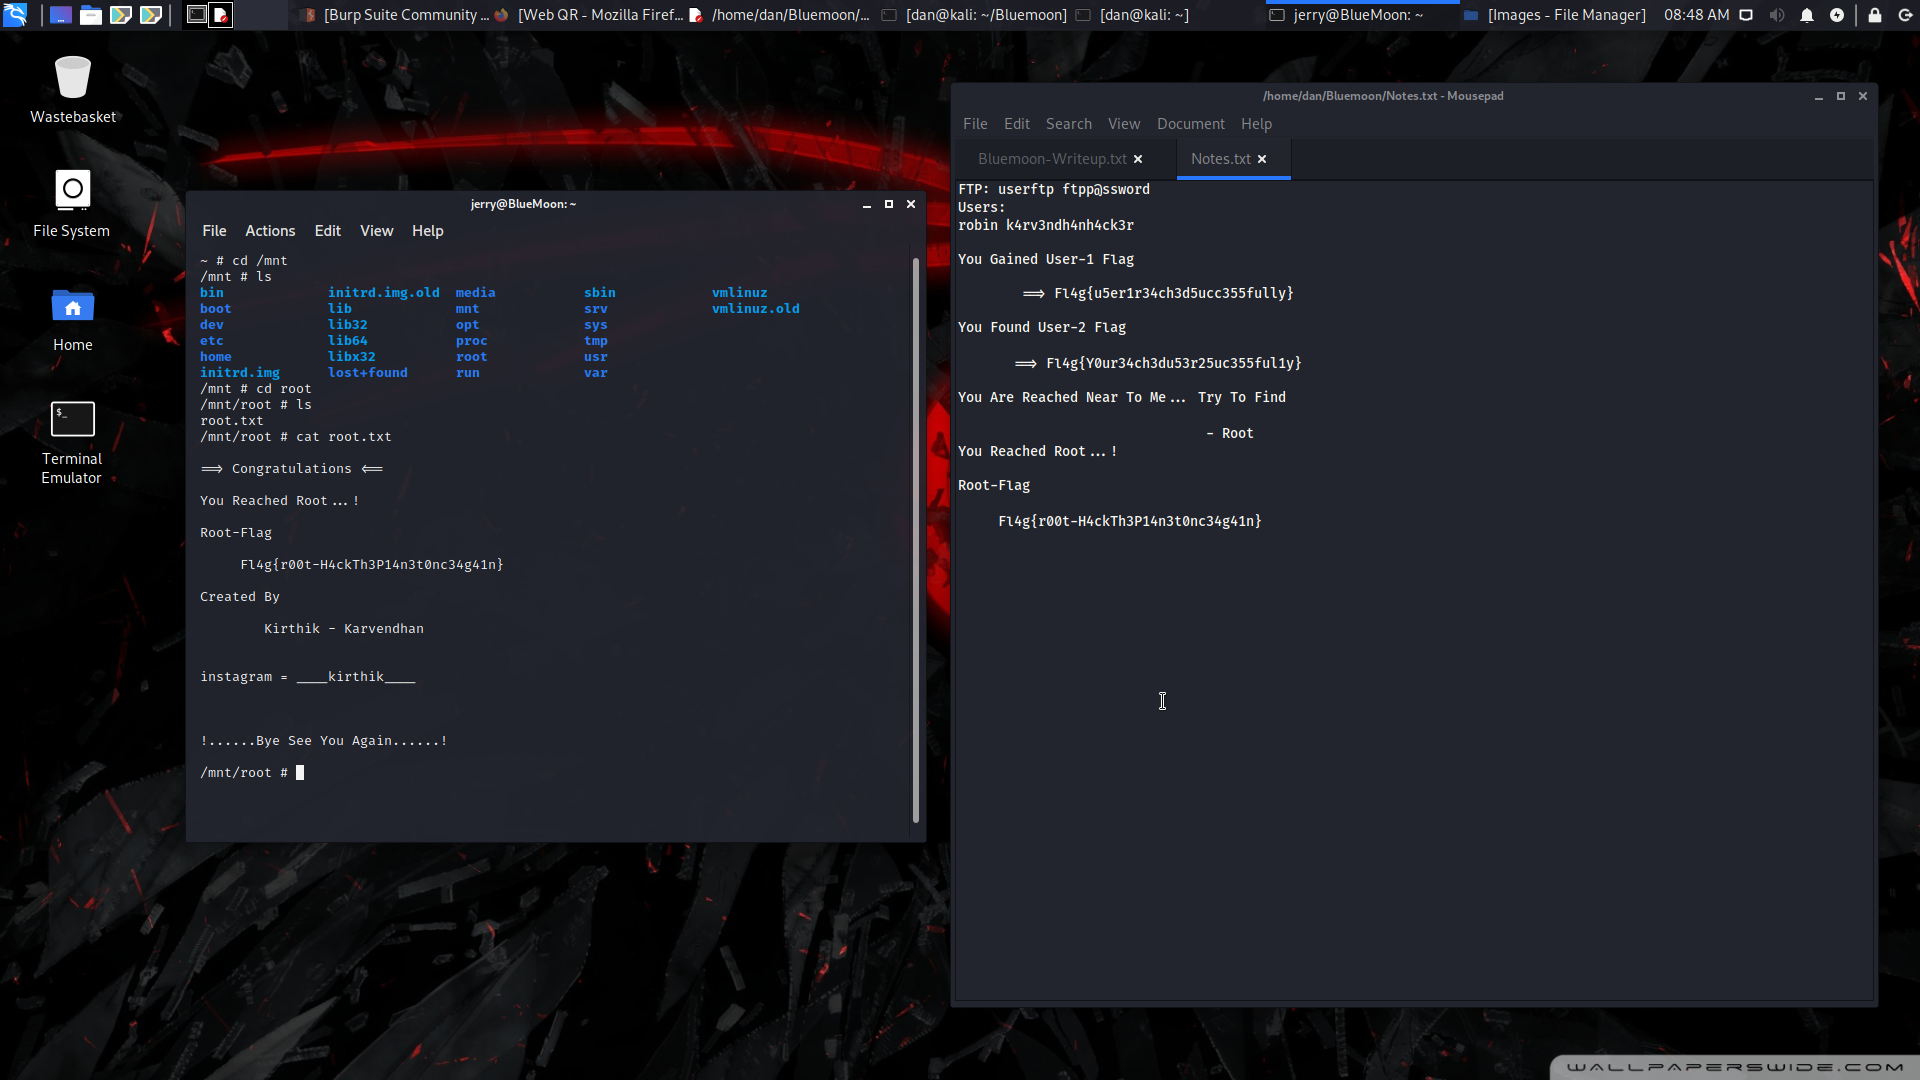 [Burp Suite Community ... [Web QR - Mozilla Firef... /home/dan/Bluemoon/... [dan@kali: ~/Bluemoon] [dan@kali: ~] jerry@BlueMoon: ~ [Images - File Manager] 08:48 AM
Wastebasket
File System
Home
$_
Terminal
Emulator
jerry@BlueMoon: ~
File Actions Edit View Help
~ # cd /mnt
/mnt # ls
bin initrd.img.old media sbin vmlinuz
boot lib mnt srv vmlinuz.old
dev lib32 opt sys
etc lib64 proc tmp
home libx32 root usr
initrd.img lost+found run var
/mnt # cd root
/mnt/root # ls
root.txt
/mnt/root # cat root.txt
==> Congratulations <==
You Reached Root...!
Root-Flag
Fl4g{r00t-H4ckTh3P14n3t0nc34g41n}
Created By
Kirthik - Karvendhan
instagram = ____kirthik____
!......Bye See You Again......!
/mnt/root #
/home/dan/Bluemoon/Notes.txt - Mousepad
File Edit Search View Document Help
Bluemoon-Writeup.txt Notes.txt
FTP: userftp ftpp@ssword
Users:
robin k4rv3ndh4nh4ck3r
You Gained User-1 Flag
==> Fl4g{u5er1r34ch3d5ucc355fully}
You Found User-2 Flag
==> Fl4g{Y0ur34ch3du53r25uc355ful1y}
You Are Reached Near To Me... Try To Find
- Root
You Reached Root...!
Root-Flag
Fl4g{r00t-H4ckTh3P14n3t0nc34g41n}
WALLPAPERSWIDE.COM